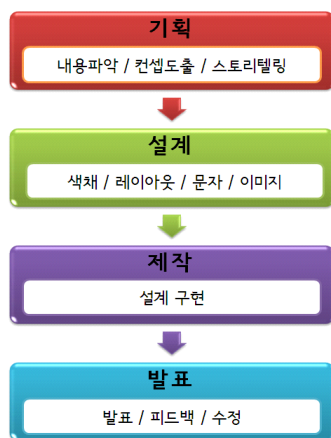 기획
내용파악 / 컨셉도출 / 스토리텔링
설계
색채 / 레이아웃 / 문자 / 이미지
제작
설계 구현
발표
발표 / 피드백 / 수정